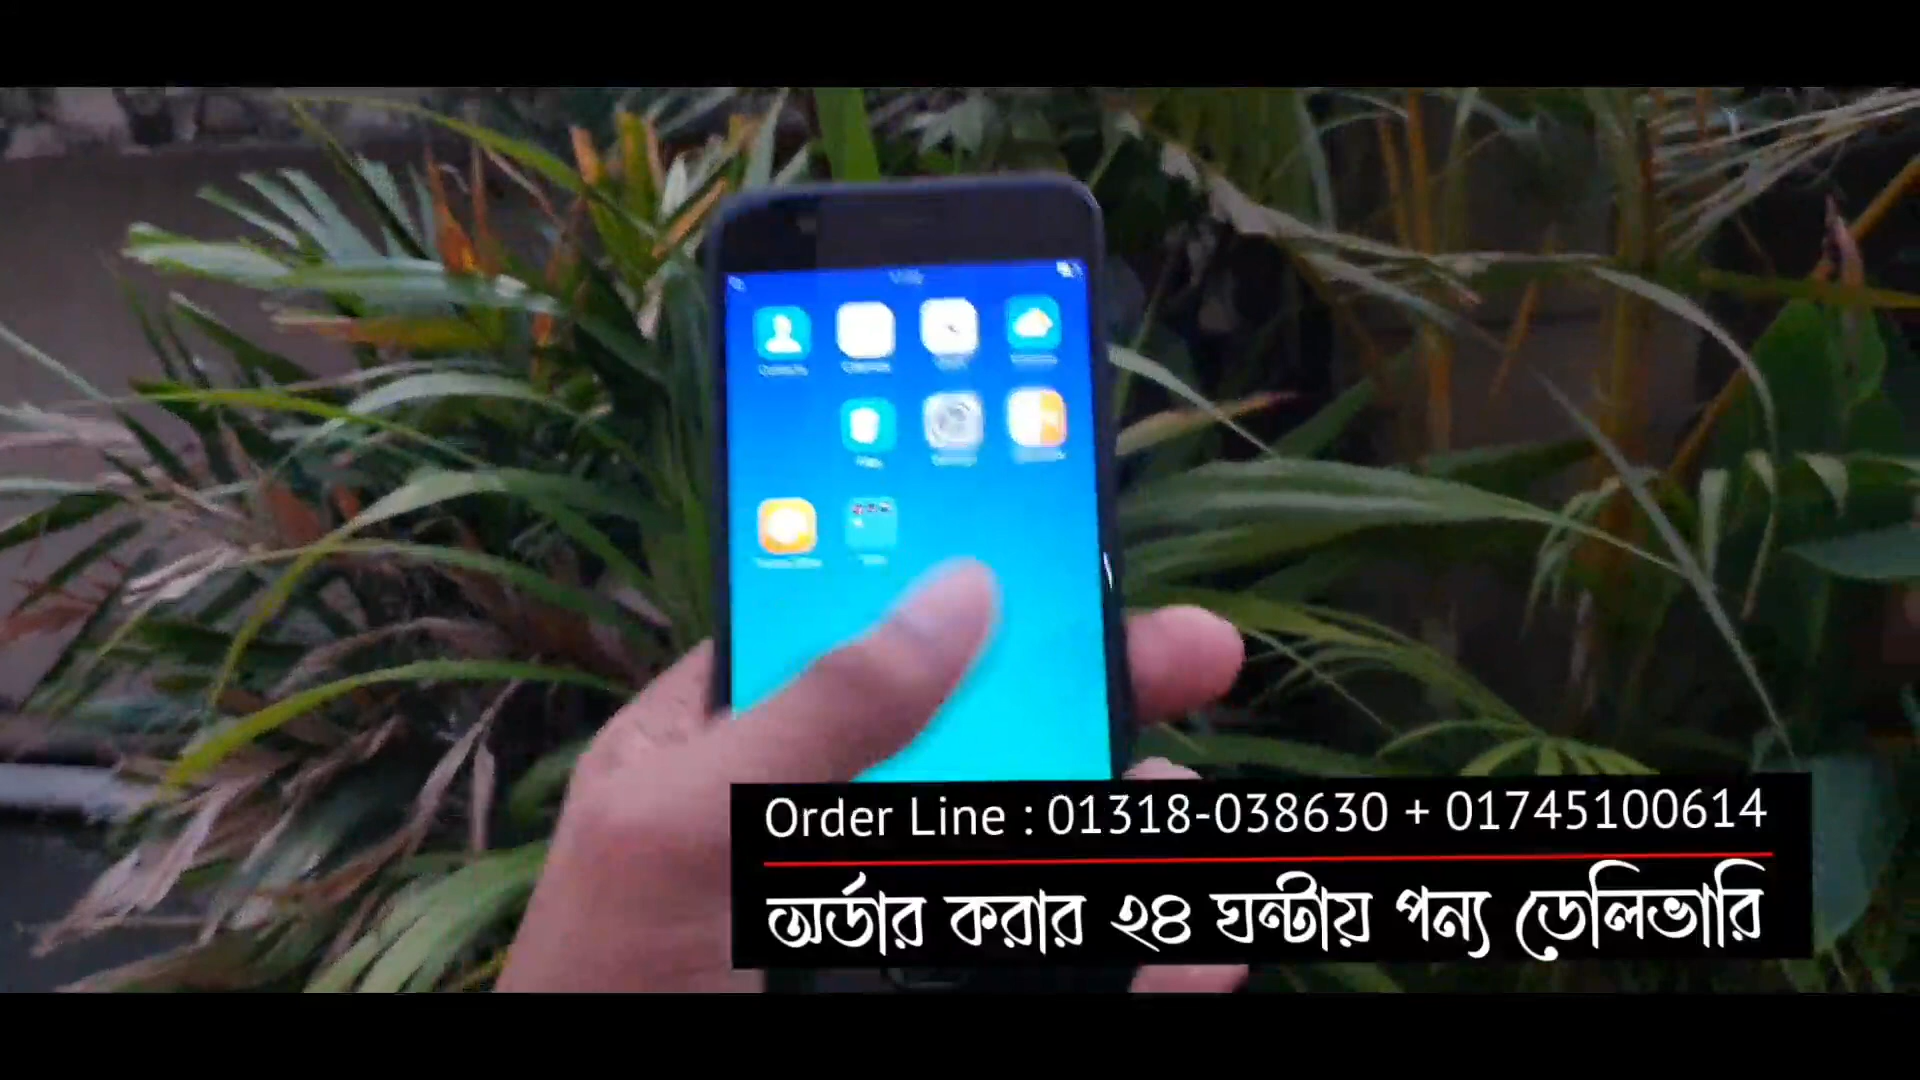 Order Line : 01318-038630 + 01745100614
অর্ডার করার ২৪ ঘন্টায় পন্য ডেলিভারি